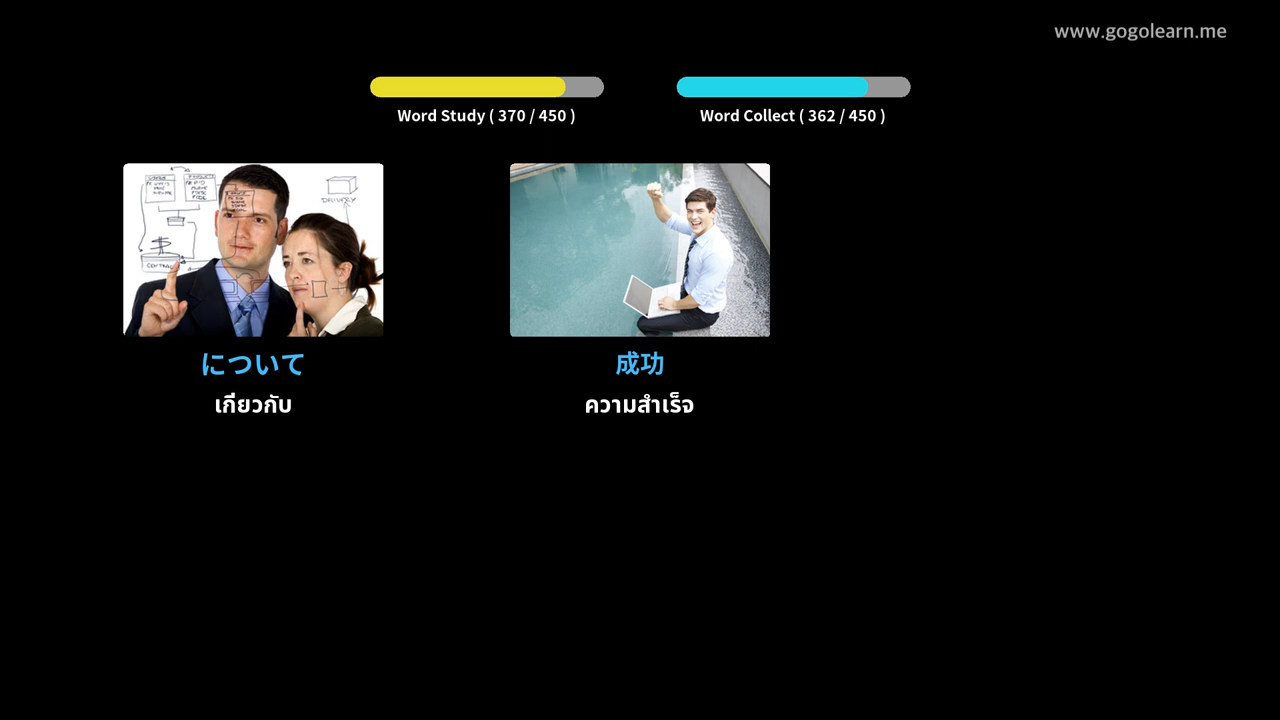 www.gogolearn.me
Word Study ( 370 / 450 )
Word Collect ( 362 / 450 )
DELIVERY
について
成功
เกี่ยวกับ
ความสำเร็จ